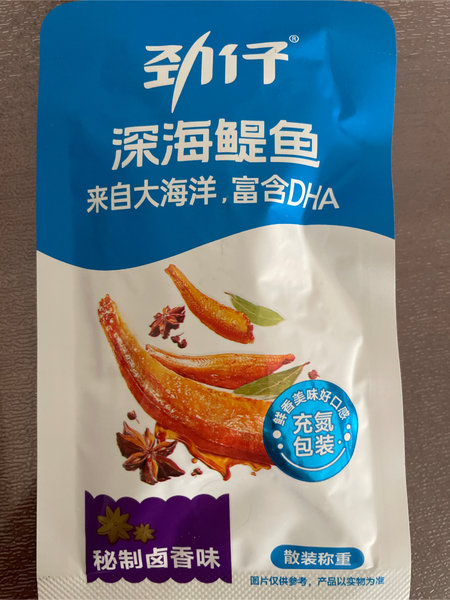 劲仔®
深海鳀鱼
来自大海洋,富含DHA
鲜香美味好口感
充氮
包装
秘制卤香味
散装称重
图片仅供参考,产品以实物为准